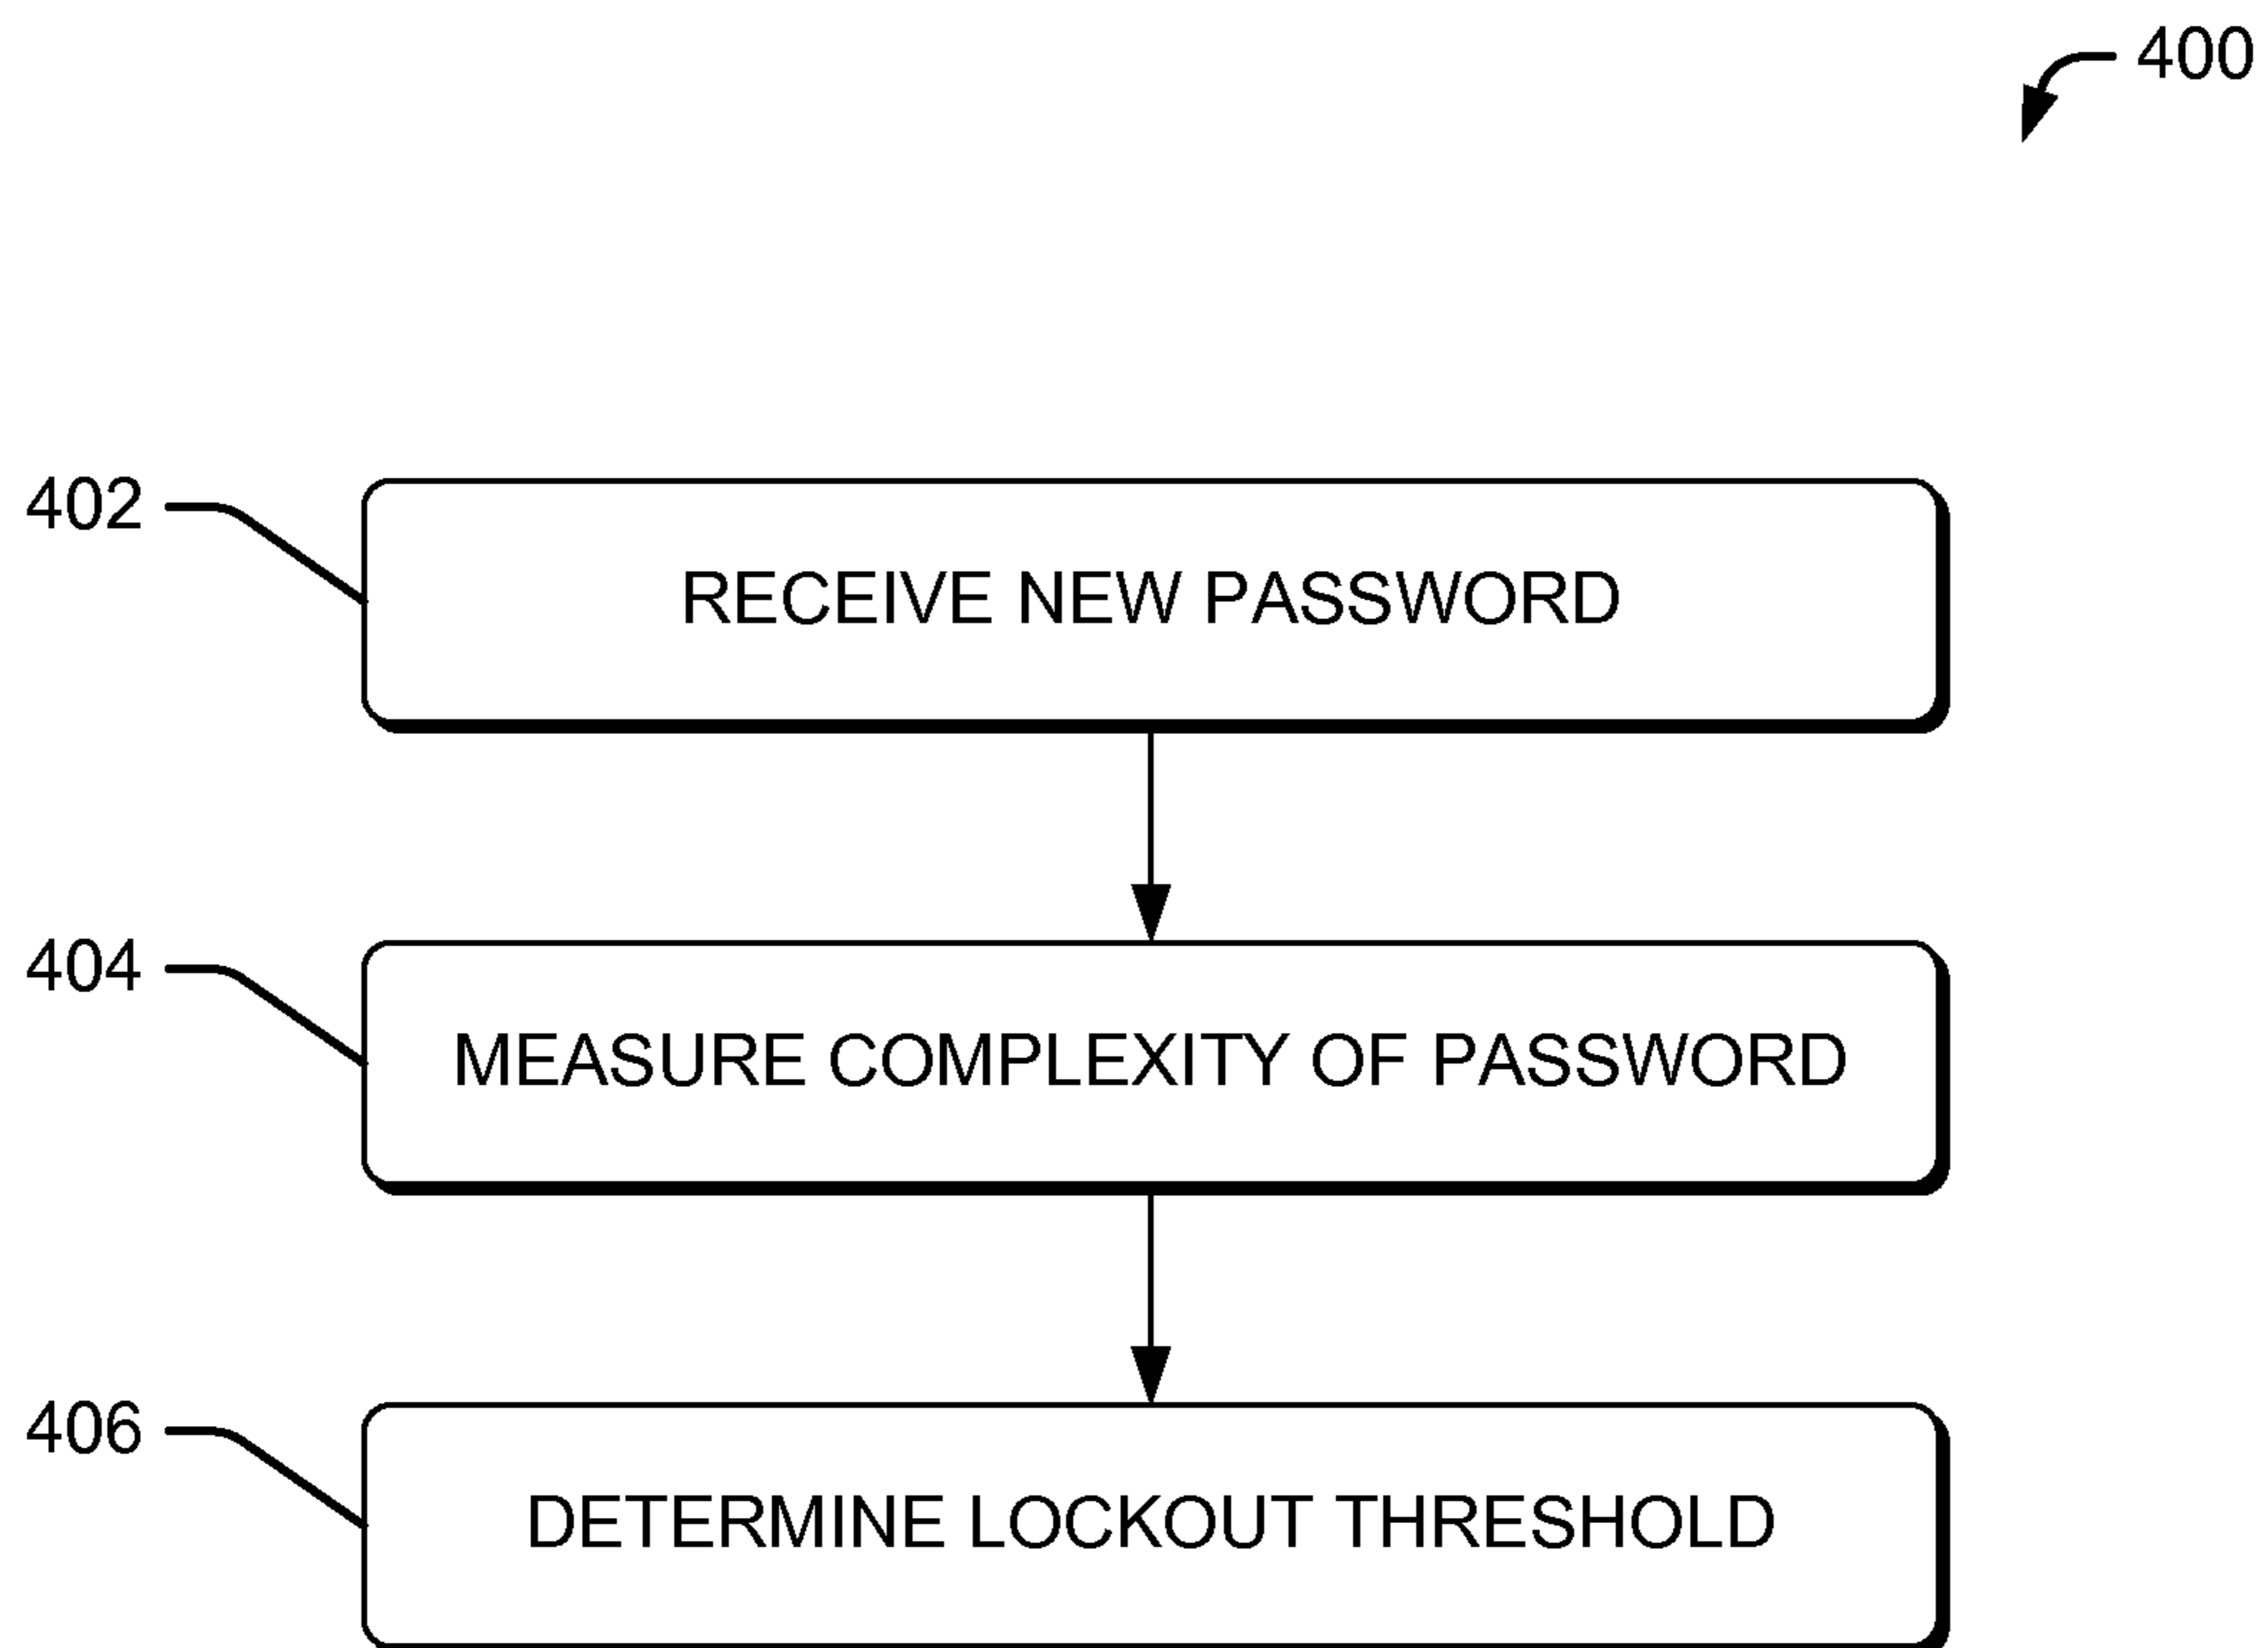 400
402
RECEIVE NEW PASSWORD
404
MEASURE COMPLEXITY OF PASSWORD
406
DETERMINE LOCKOUT THRESHOLD